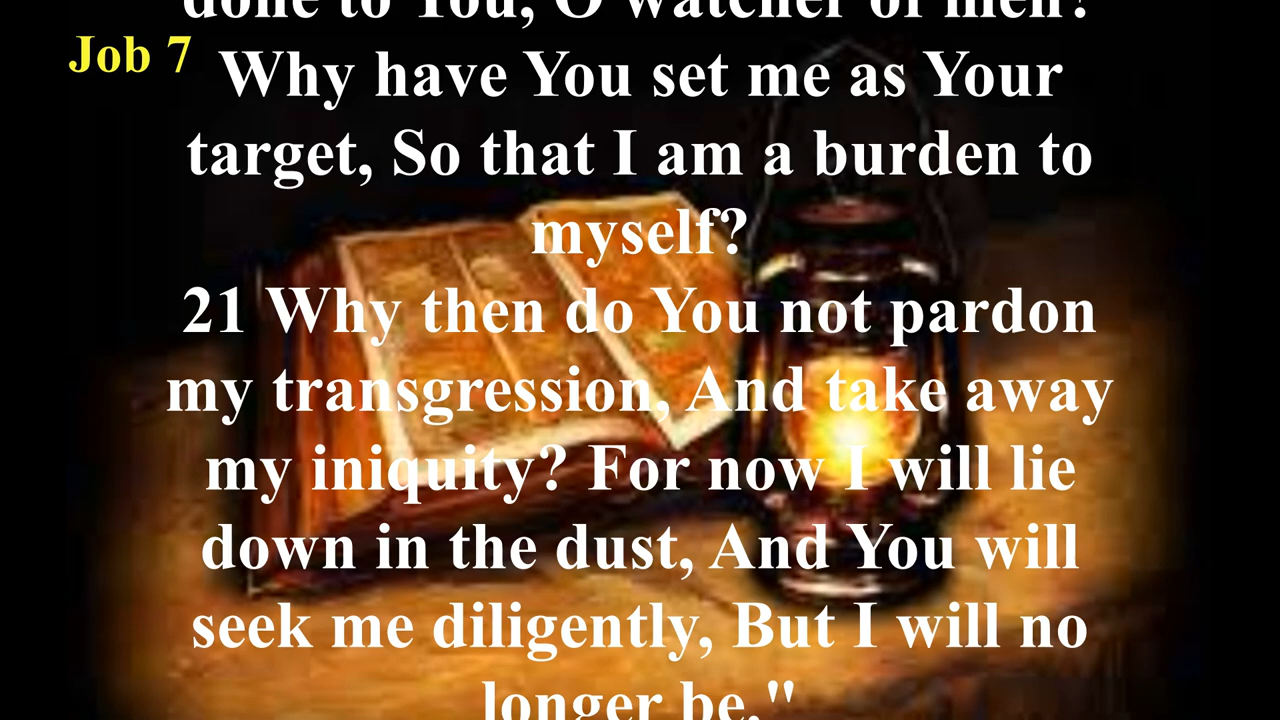 done to You, O watcher of men?
Job 7
Why have You set me as Your
target, So that I am a burden to
myself?
21 Why then do You not pardon
my transgression, And take away
my iniquity? For now I will lie
down in the dust, And You will
seek me diligently, But I will no
longer be."